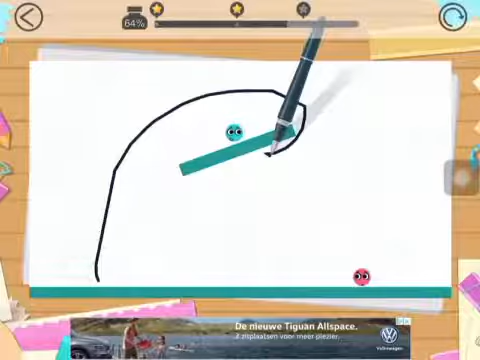 64%
De nieuwe Tiguan Allspace.
7 zitplaatsen voor meer plezier.
Volkswagen